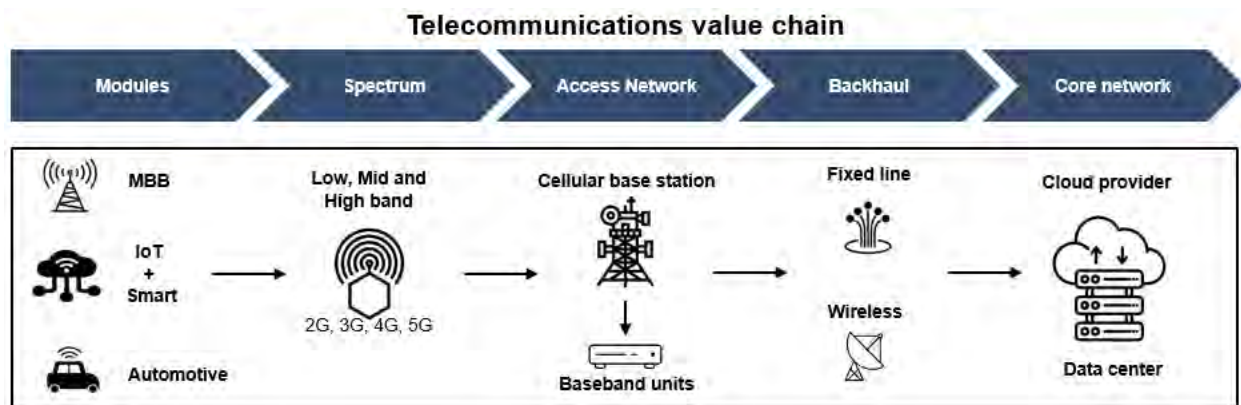 Telecommunications value chain
Modules
Spectrum
Access Network
Backhaul
Core network
MBB
IoT
+
Smart
Automotive
Low, Mid and
High band
2G, 3G, 4G, 5G
Cellular base station
Baseband units
Fixed line
Wireless
Cloud provider
Data center